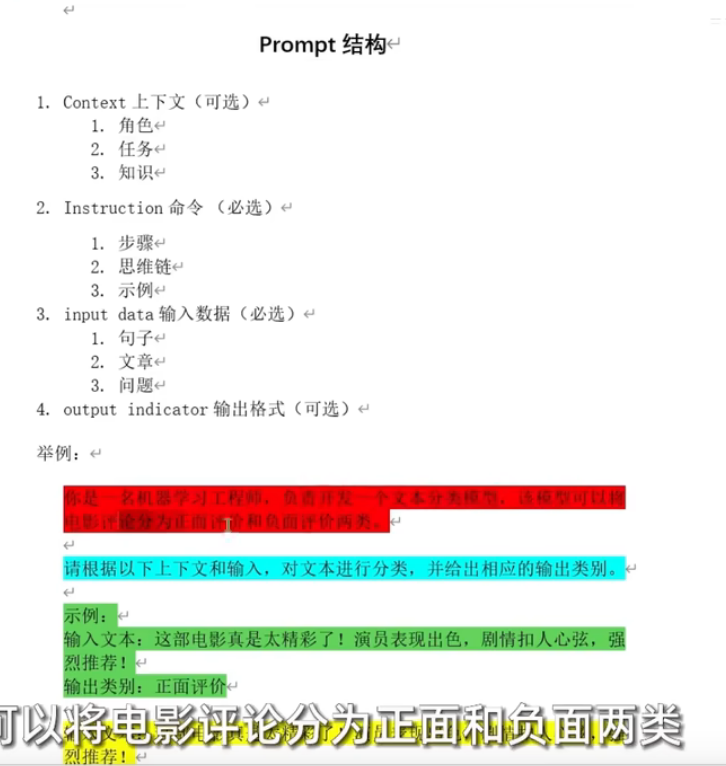 Prompt 结构
1. Context 上下文（可选）
1. 角色
2. 任务
3. 知识
2. Instruction 命令 （必选）
1. 步骤
2. 思维链
3. 示例
3. input data 输入数据（必选）
1. 句子
2. 文章
3. 问题
4. output indicator 输出格式（可选）
举例：
你是一名机器学习工程师，负责开发一个文本分类模型，该模型可以将
电影评论分为正面评价和负面评价两类。
请根据以下上下文和输入，对文本进行分类，并给出相应的输出类别。
示例：
输入文本：这部电影真是太精彩了！演员表现出色，剧情扣人心弦，强
烈推荐！
输出类别：正面评价
可以将电影评论分为正面和负面两类
烈推荐！